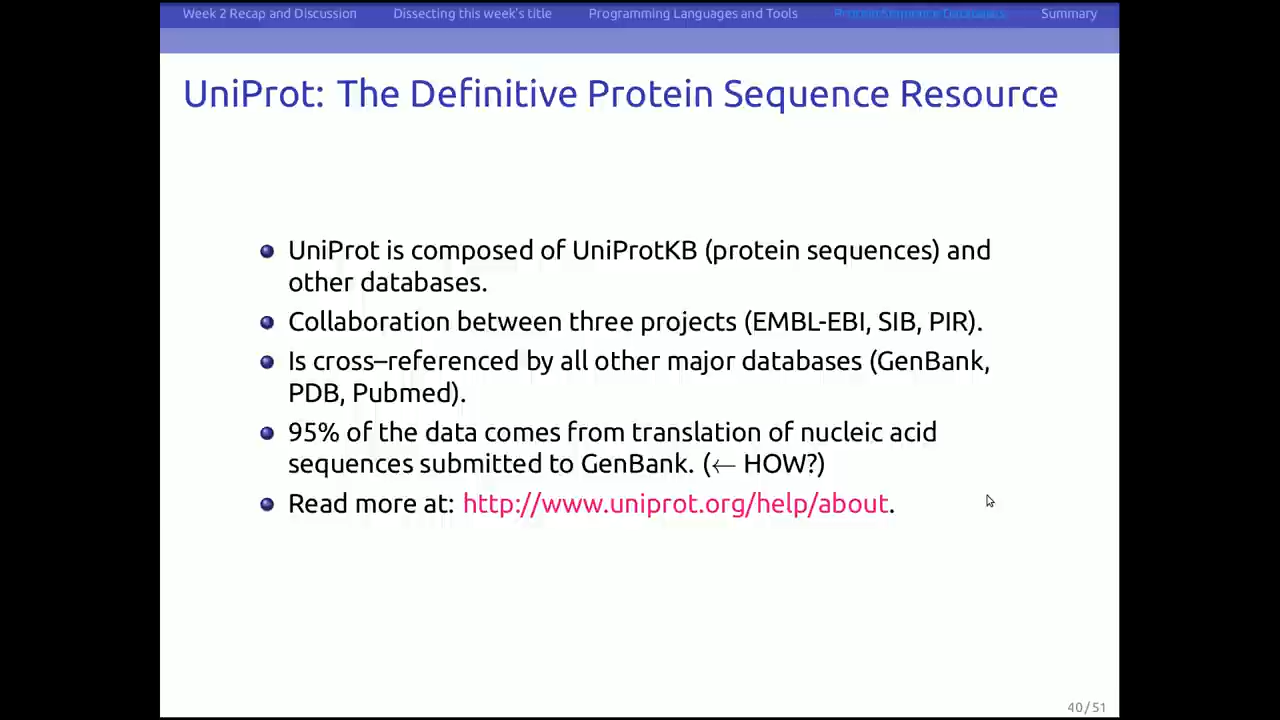 Week 2 Recap and Discussion Dissecting this week's title Programming Languages and Tools Protein Sequence Databases Summary
UniProt: The Definitive Protein Sequence Resource
UniProt is composed of UniProtKB (protein sequences) and
other databases.
Collaboration between three projects (EMBL-EBI, SIB, PIR).
Is cross–referenced by all other major databases (GenBank,
PDB, Pubmed).
95% of the data comes from translation of nucleic acid
sequences submitted to GenBank. (← HOW?)
Read more at: http://www.uniprot.org/help/about.
40/51